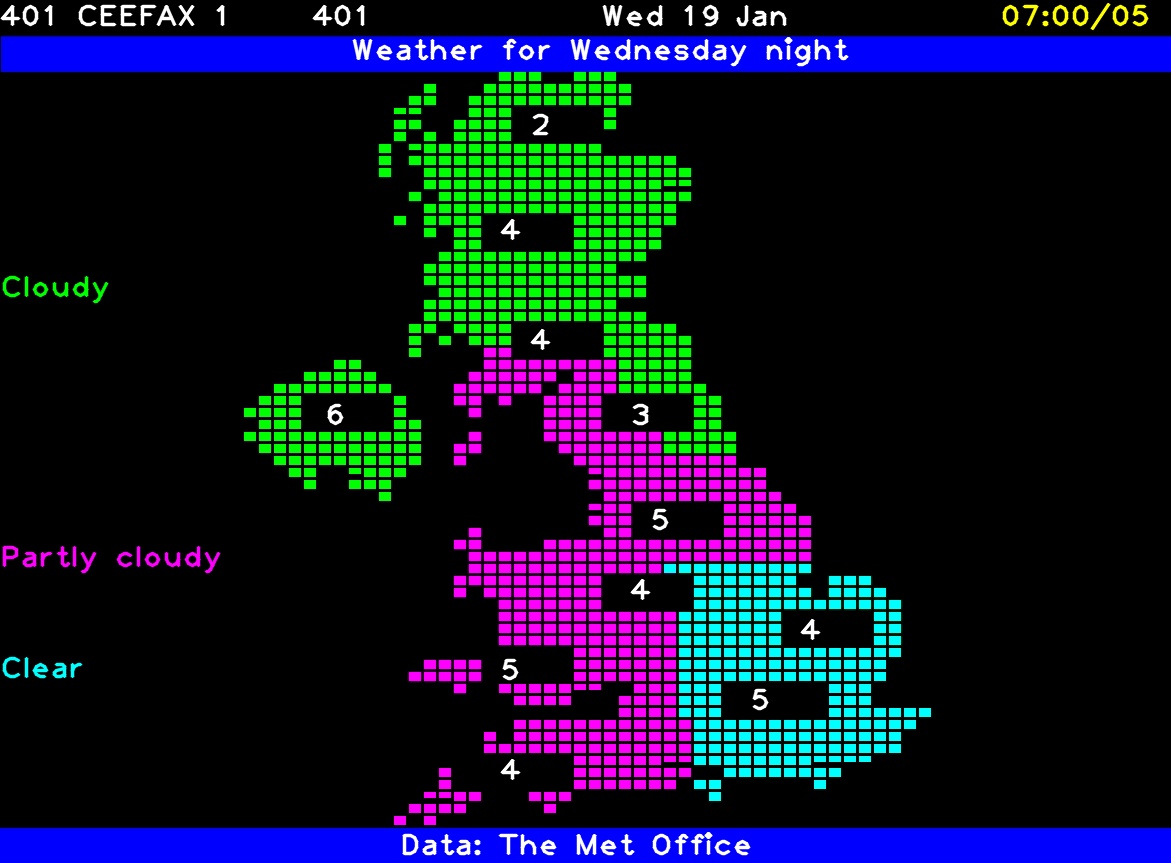 401 CEEFAX 1 401 Wed 19 Jan 07:00/05
Weather for Wednesday night
2
4
Cloudy
4
6 3
5
Partly cloudy
4
4
Clear 5
5
4
Data: The Met Office